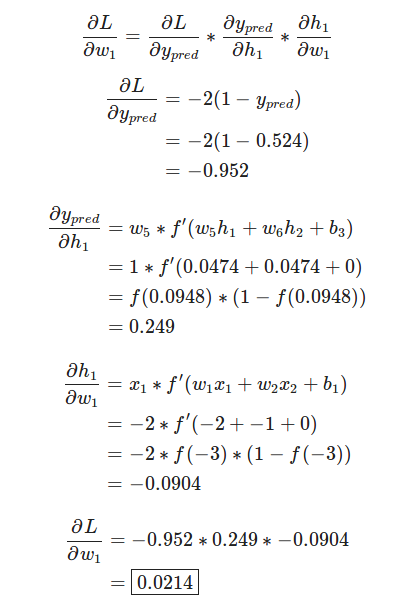 ∂L/∂w₁ = ∂L/∂y_pred * ∂y_pred/∂h₁ * ∂h₁/∂w₁
∂L/∂y_pred = −2(1 − y_pred)
= −2(1 − 0.524)
= −0.952
∂y_pred/∂h₁ = w₅ * f′(w₅h₁ + w₆h₂ + b₃)
= 1 * f′(0.0474 + 0.0474 + 0)
= f(0.0948) * (1 − f(0.0948))
= 0.249
∂h₁/∂w₁ = x₁ * f′(w₁x₁ + w₂x₂ + b₁)
= −2 * f′(−2 + −1 + 0)
= −2 * f(−3) * (1 − f(−3))
= −0.0904
∂L/∂w₁ = −0.952 * 0.249 * −0.0904
= 0.0214